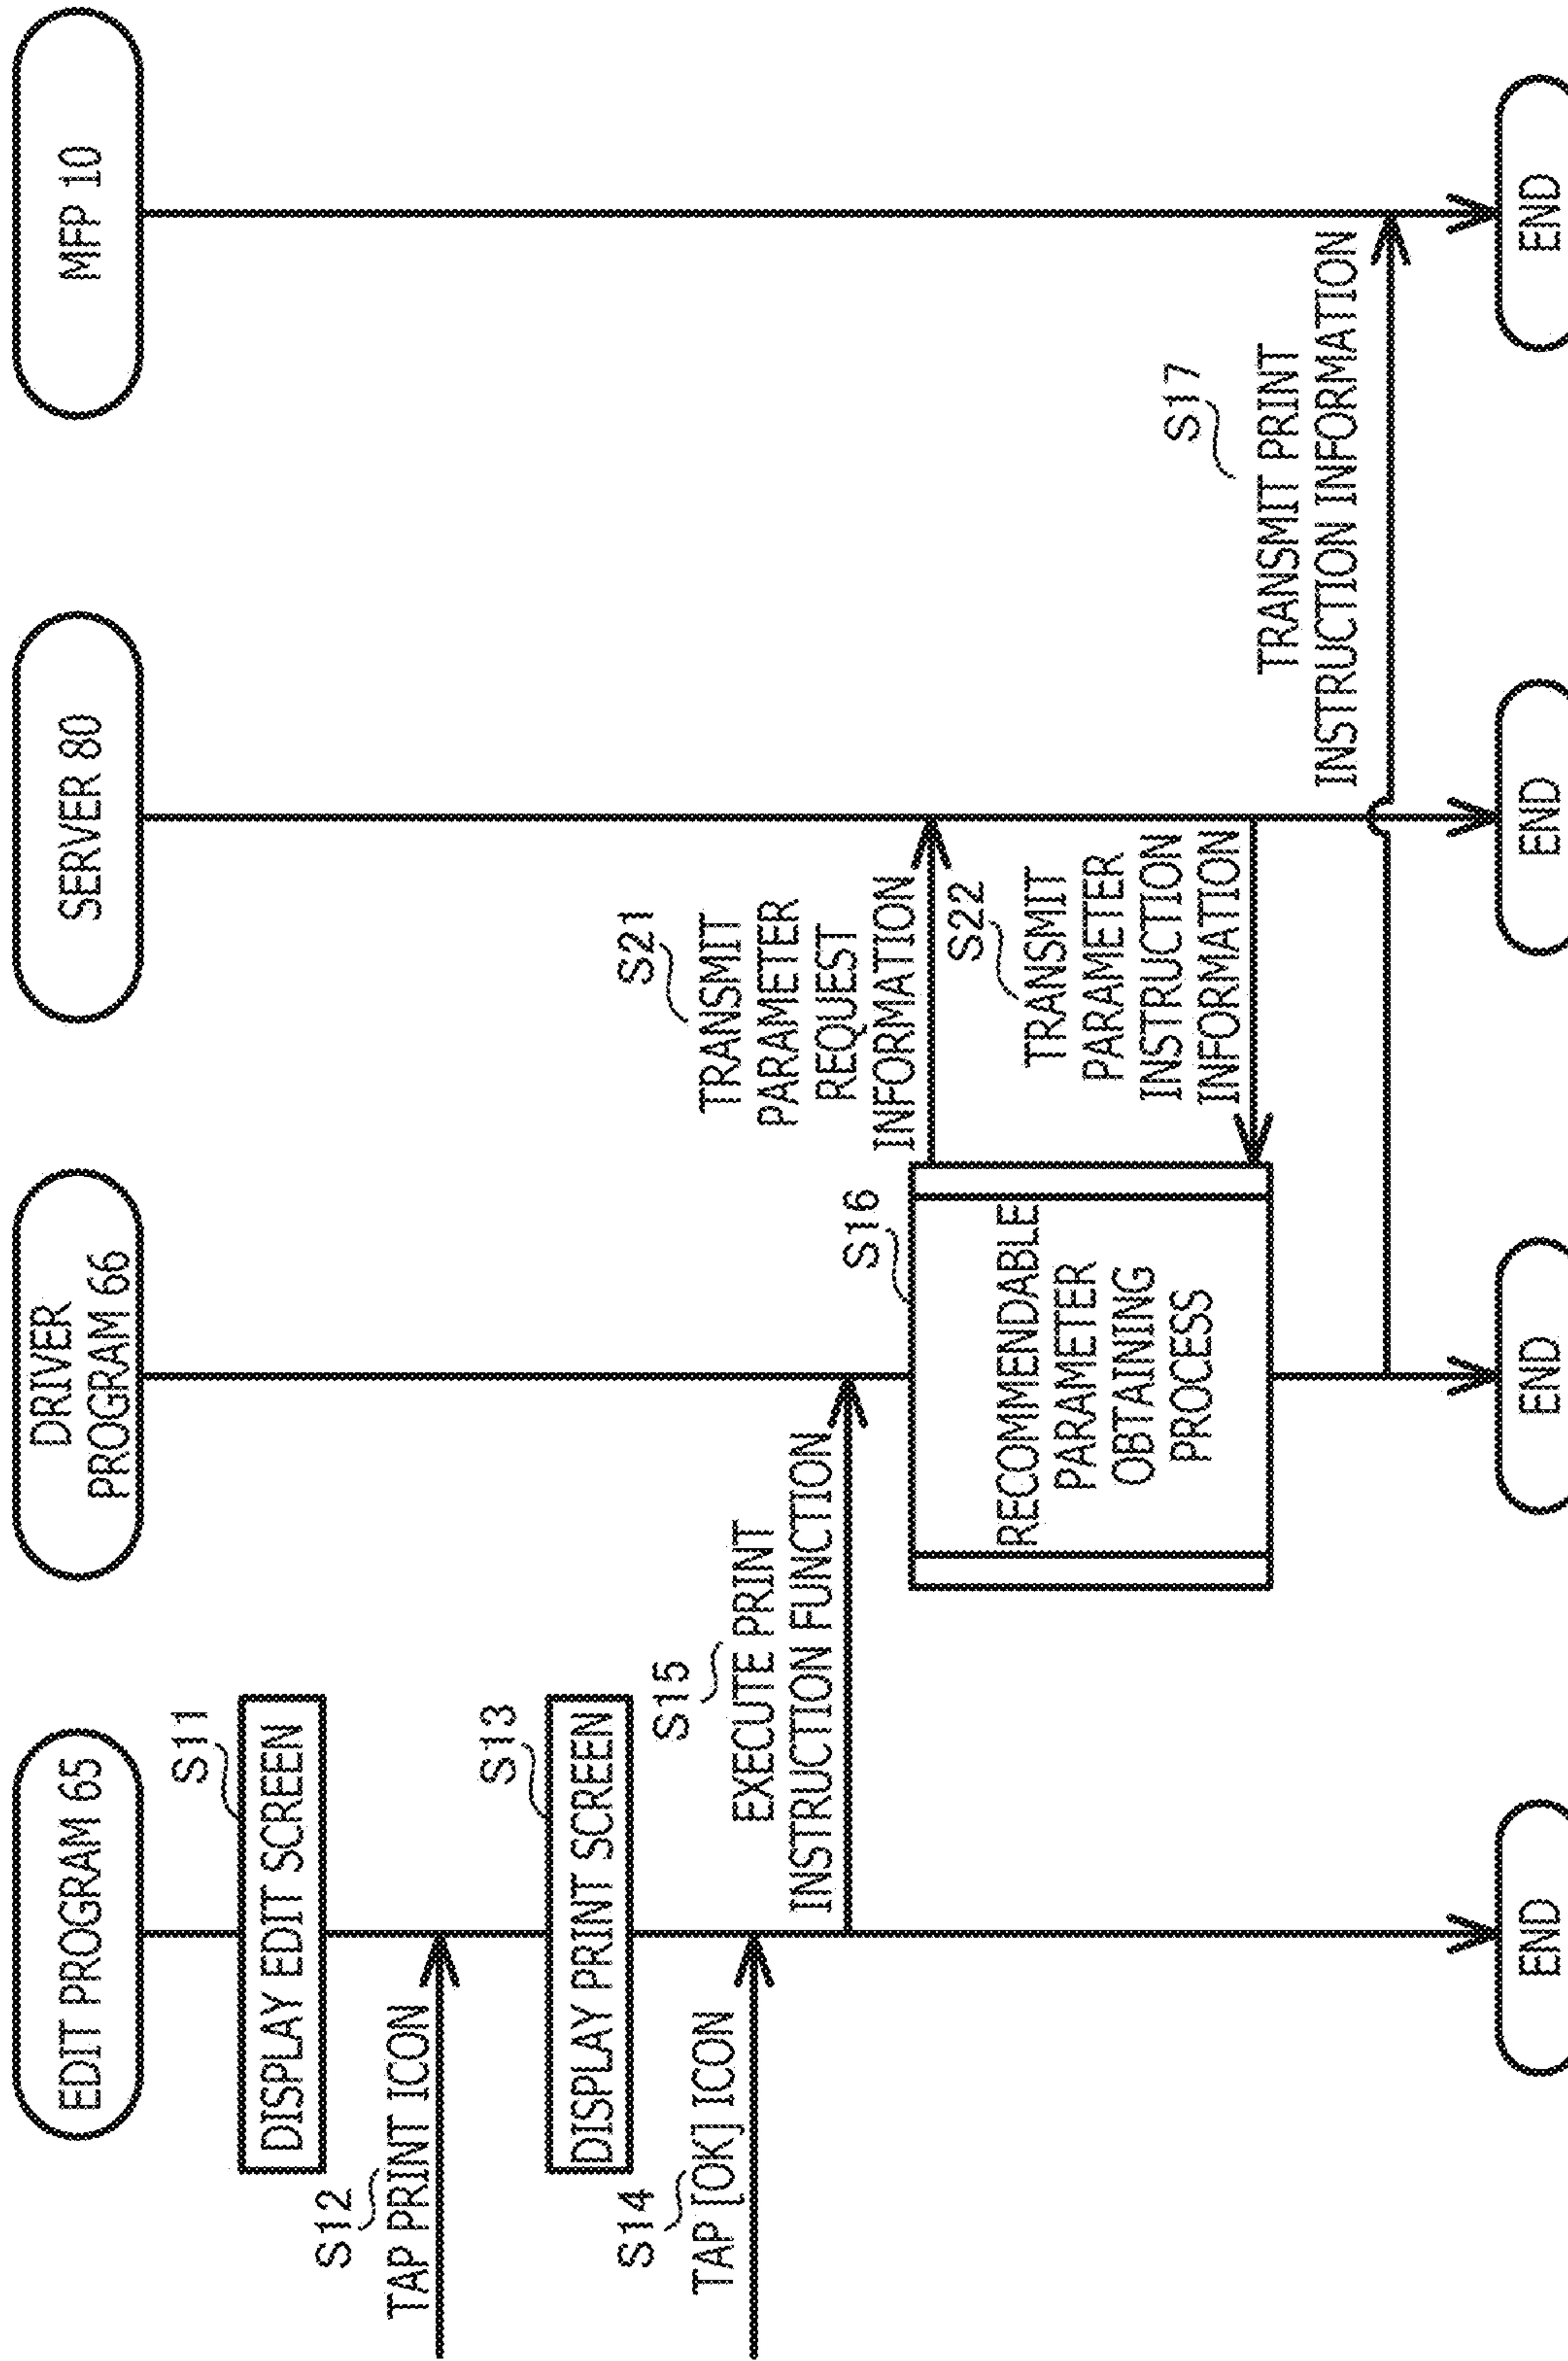 EDIT PROGRAM 65
DRIVER
PROGRAM 66
SERVER 80
MFP 10
S11
DISPLAY EDIT SCREEN
S12
TAP PRINT ICON
S13
DISPLAY PRINT SCREEN
S14
TAP [OK] ICON
S15
EXECUTE PRINT
INSTRUCTION FUNCTION
S16
RECOMMENDABLE
PARAMETER
OBTAINING
PROCESS
S21
TRANSMIT
PARAMETER
REQUEST
INFORMATION
S22
TRANSMIT
PARAMETER
INSTRUCTION
INFORMATION
S17
TRANSMIT PRINT
INSTRUCTION INFORMATION
END
END
END
END